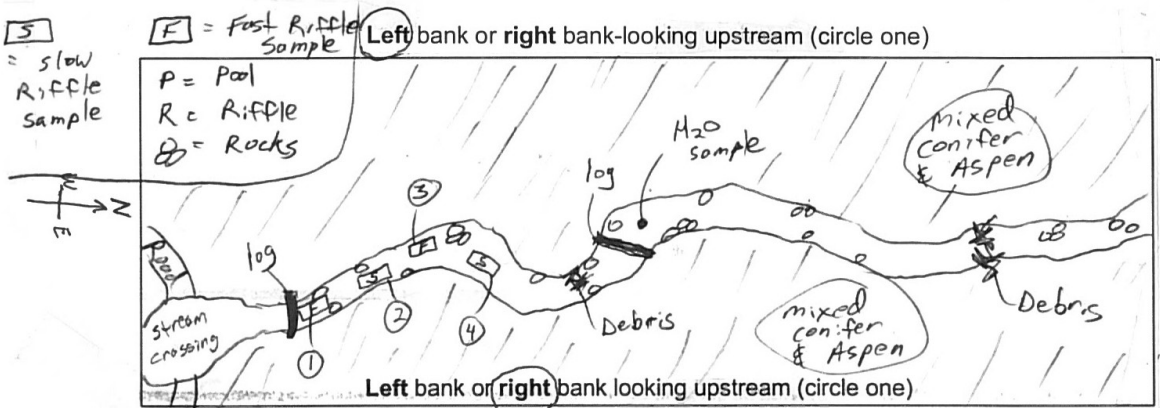 S
= slow
Riffle
sample
F = Fast Riffle
Sample
Left bank or right bank-looking upstream (circle one)
P = Pool
R = Riffle
= Rocks
N
E
log
stream
crossing
F
1
S
2
F
3
S
4
log
H2O
sample
Debris
mixed
conifer
& Aspen
mixed
conifer
& Aspen
Debris
Left bank or right bank looking upstream (circle one)